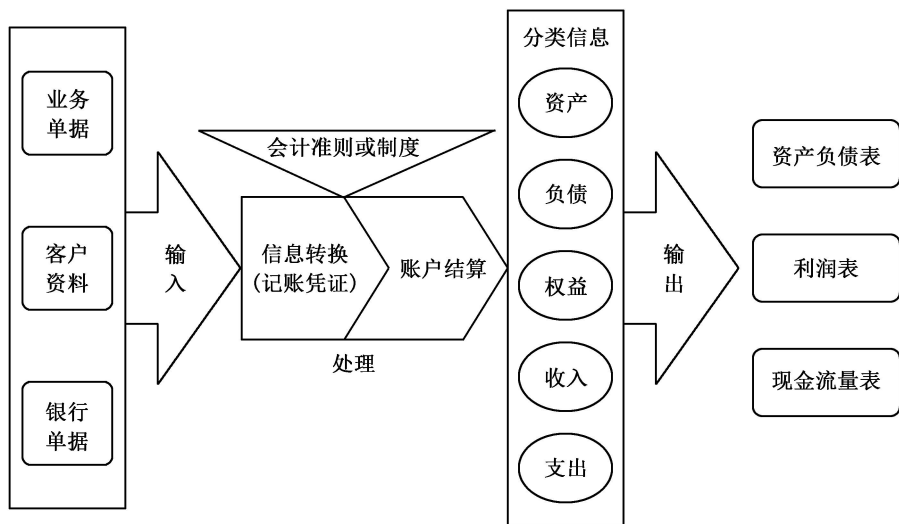 业务
单据
客户
资料
银行
单据
输
入
会计准则或制度
信息转换
(记账凭证)
账户结算
处理
分类信息
资产
负债
权益
收入
支出
输
出
资产负债表
利润表
现金流量表